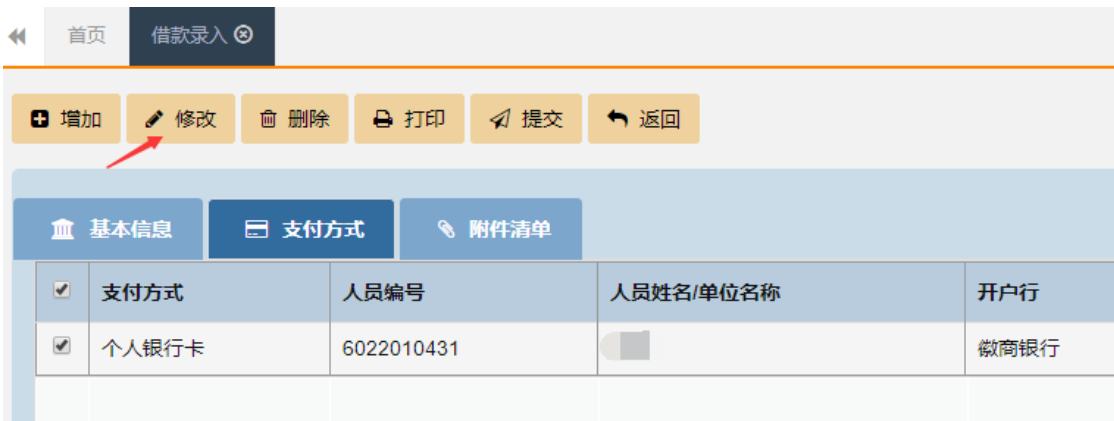 首页 借款录入
增加 修改 删除 打印 提交 返回
基本信息 支付方式 附件清单
支付方式 人员编号 人员姓名/单位名称 开户行
个人银行卡 6022010431 徽商银行